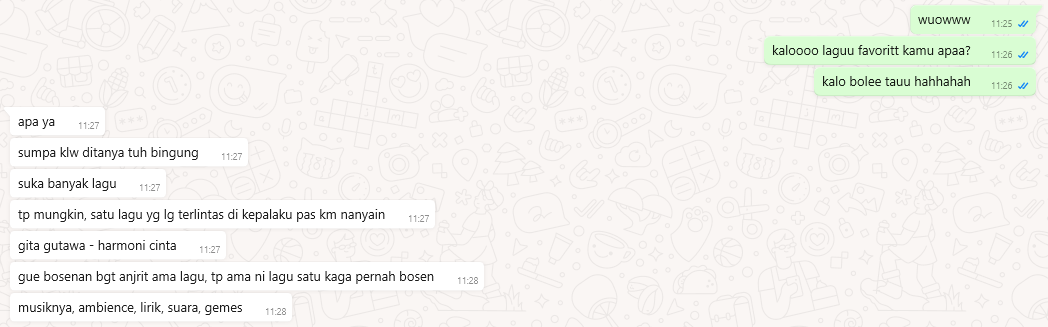 wuowww 11:25
kaloooo laguu favoritt kamu apaa? 11:26
kalo bolee tauu hahhahah 11:26
apa ya 11:27
sumpa klw ditanya tuh bingung 11:27
suka banyak lagu 11:27
tp mungkin, satu lagu yg lg terlintas di kepalaku pas km nanyain 11:27
gita gutawa - harmoni cinta 11:27
gue bosenan bgt anjrit ama lagu, tp ama ni lagu satu kaga pernah bosen 11:28
musiknya, ambience, lirik, suara, gemes 11:28